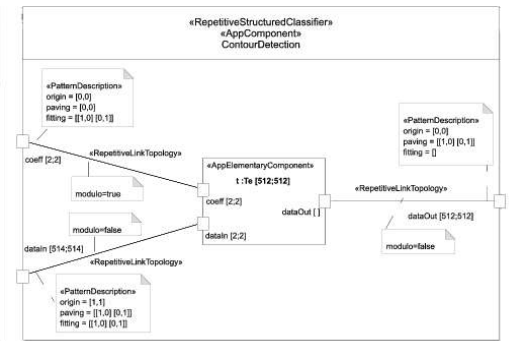 «RepetitiveStructuredClassifier»
«AppComponent»
ContourDetection
«PatternDescription»
origin = [0,0]
paving = [0,0]
fitting = [[1,0] [0,1]]
«PatternDescription»
origin = [0,0]
paving = [[1,0] [0,1]]
fitting = []
«RepetitiveLinkTopology»
coeff [2;2]
modulo=true
«AppElementaryComponent»
t :Te [512;512]
coeff [2;2]
dataOut [ ]
dataIn [2;2]
«RepetitiveLinkTopology»
dataOut [512;512]
modulo=false
modulo=false
dataIn [514;514]
«RepetitiveLinkTopology»
«PatternDescription»
origin = [1,1]
paving = [[1,0] [0,1]]
fitting = [[1,0] [0,1]]